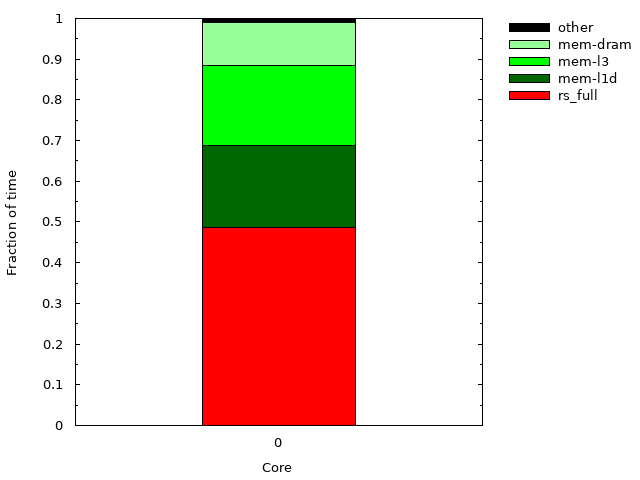 1
0.9
0.8
0.7
0.6
0.5
0.4
0.3
0.2
0.1
0
Fraction of time
0
Core
other
mem-dram
mem-l3
mem-l1d
rs_full